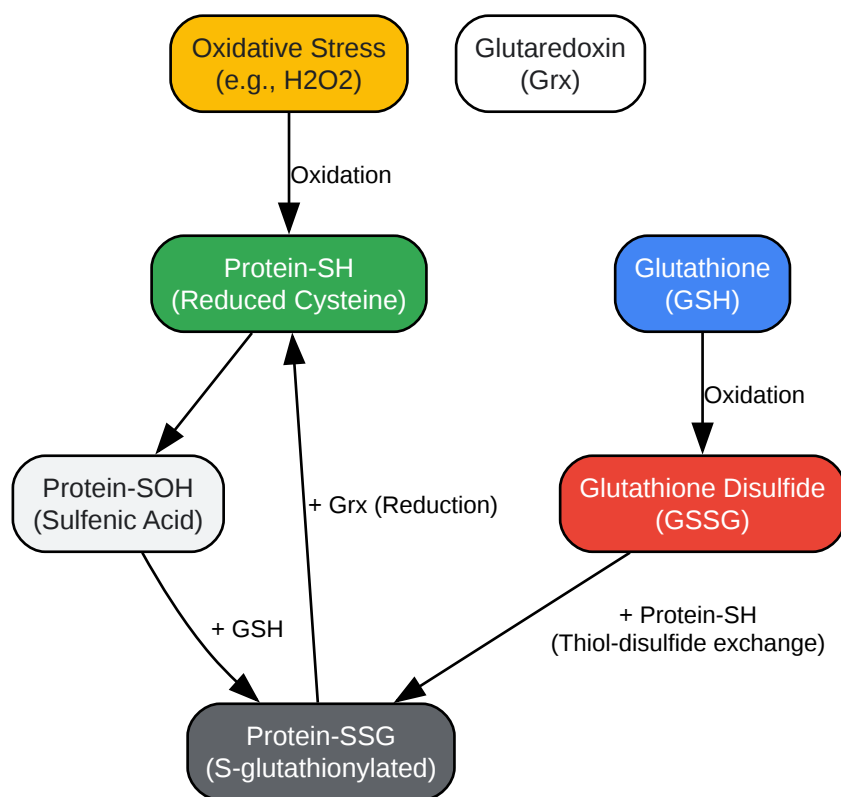 Oxidative Stress
(e.g., H2O2)
Glutaredoxin
(Grx)
Oxidation
Protein-SH
(Reduced Cysteine)
Glutathione
(GSH)
Oxidation
Protein-SOH
(Sulfenic Acid)
+ Grx (Reduction)
Glutathione Disulfide
(GSSG)
+ GSH
+ Protein-SH
(Thiol-disulfide exchange)
Protein-SSG
(S-glutathionylated)